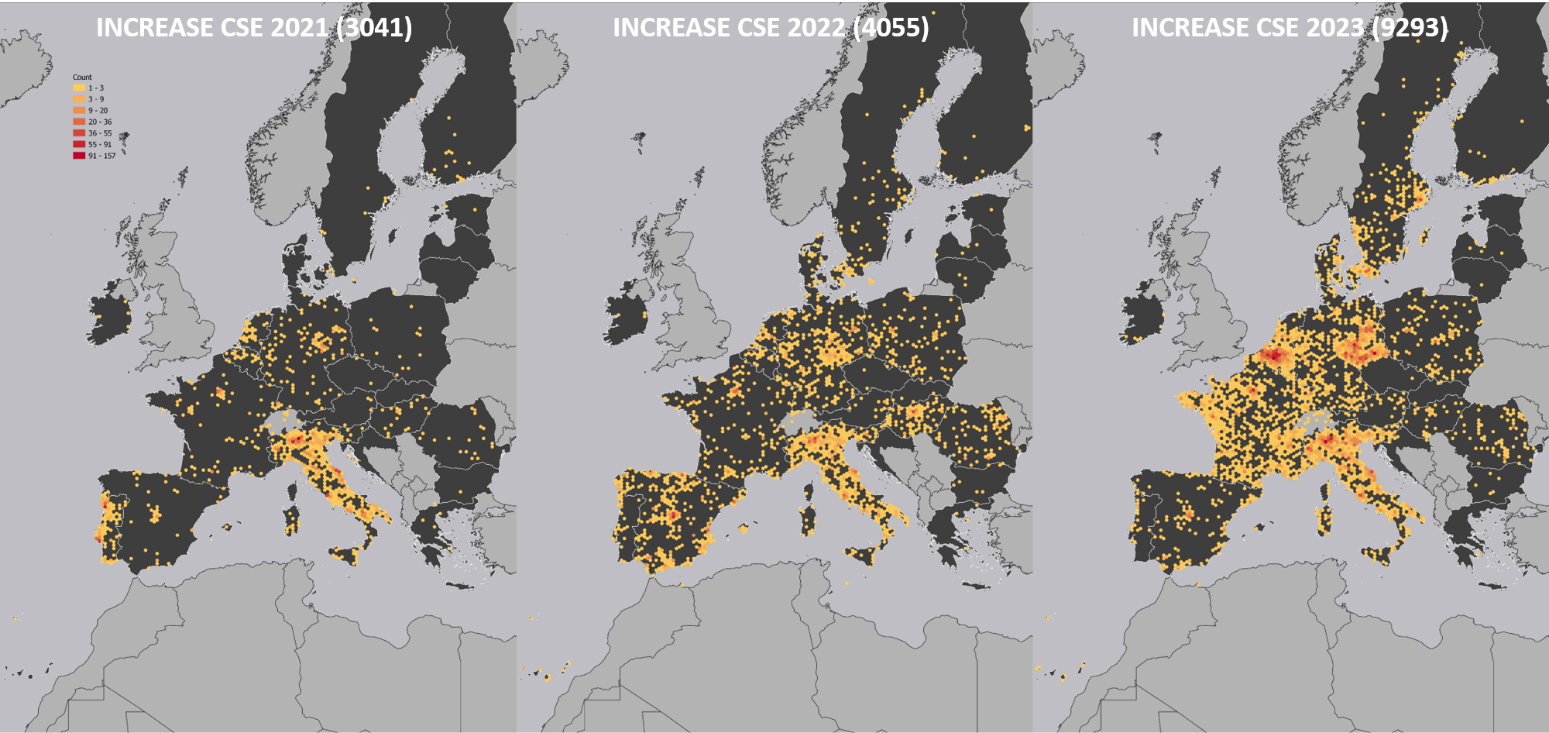 INCREASE CSE 2021 (3041)
INCREASE CSE 2022 (4055)
INCREASE CSE 2023 (9293)
Count
1 - 3
3 - 9
9 - 20
20 - 36
36 - 55
55 - 91
91 - 157